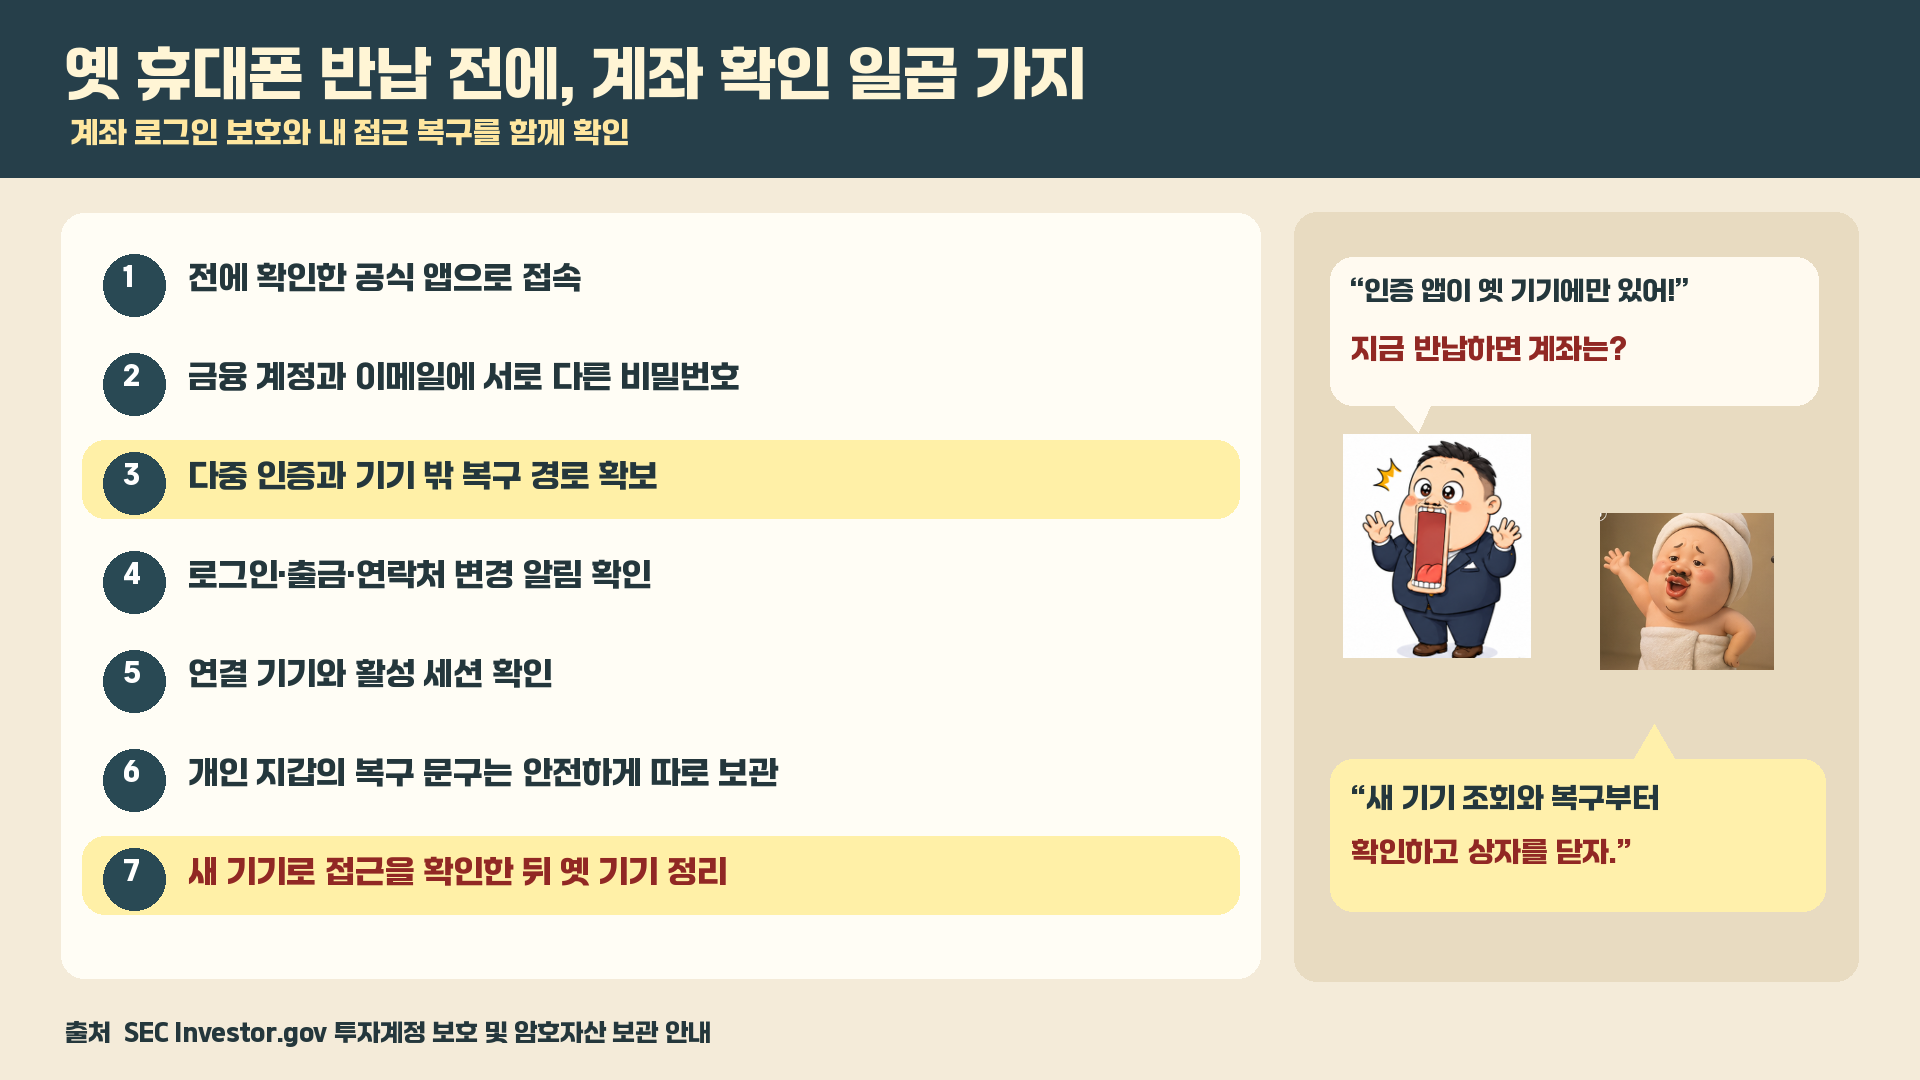 옛 휴대폰 반납 전에, 계좌 확인 일곱 가지
계좌 로그인 보호와 내 접근 복구를 함께 확인
1 전에 확인한 공식 앱으로 접속
2 금융 계정과 이메일에 서로 다른 비밀번호
3 다중 인증과 기기 밖 복구 경로 확보
4 로그인·출금·연락처 변경 알림 확인
5 연결 기기와 활성 세션 확인
6 개인 지갑의 복구 문구는 안전하게 따로 보관
7 새 기기로 접근을 확인한 뒤 옛 기기 정리
“인증 앱이 옛 기기에만 있어!”
지금 반납하면 계좌는?
“새 기기 조회와 복구부터
확인하고 상자를 닫자.”
출처 SEC Investor.gov 투자계정 보호 및 암호자산 보관 안내